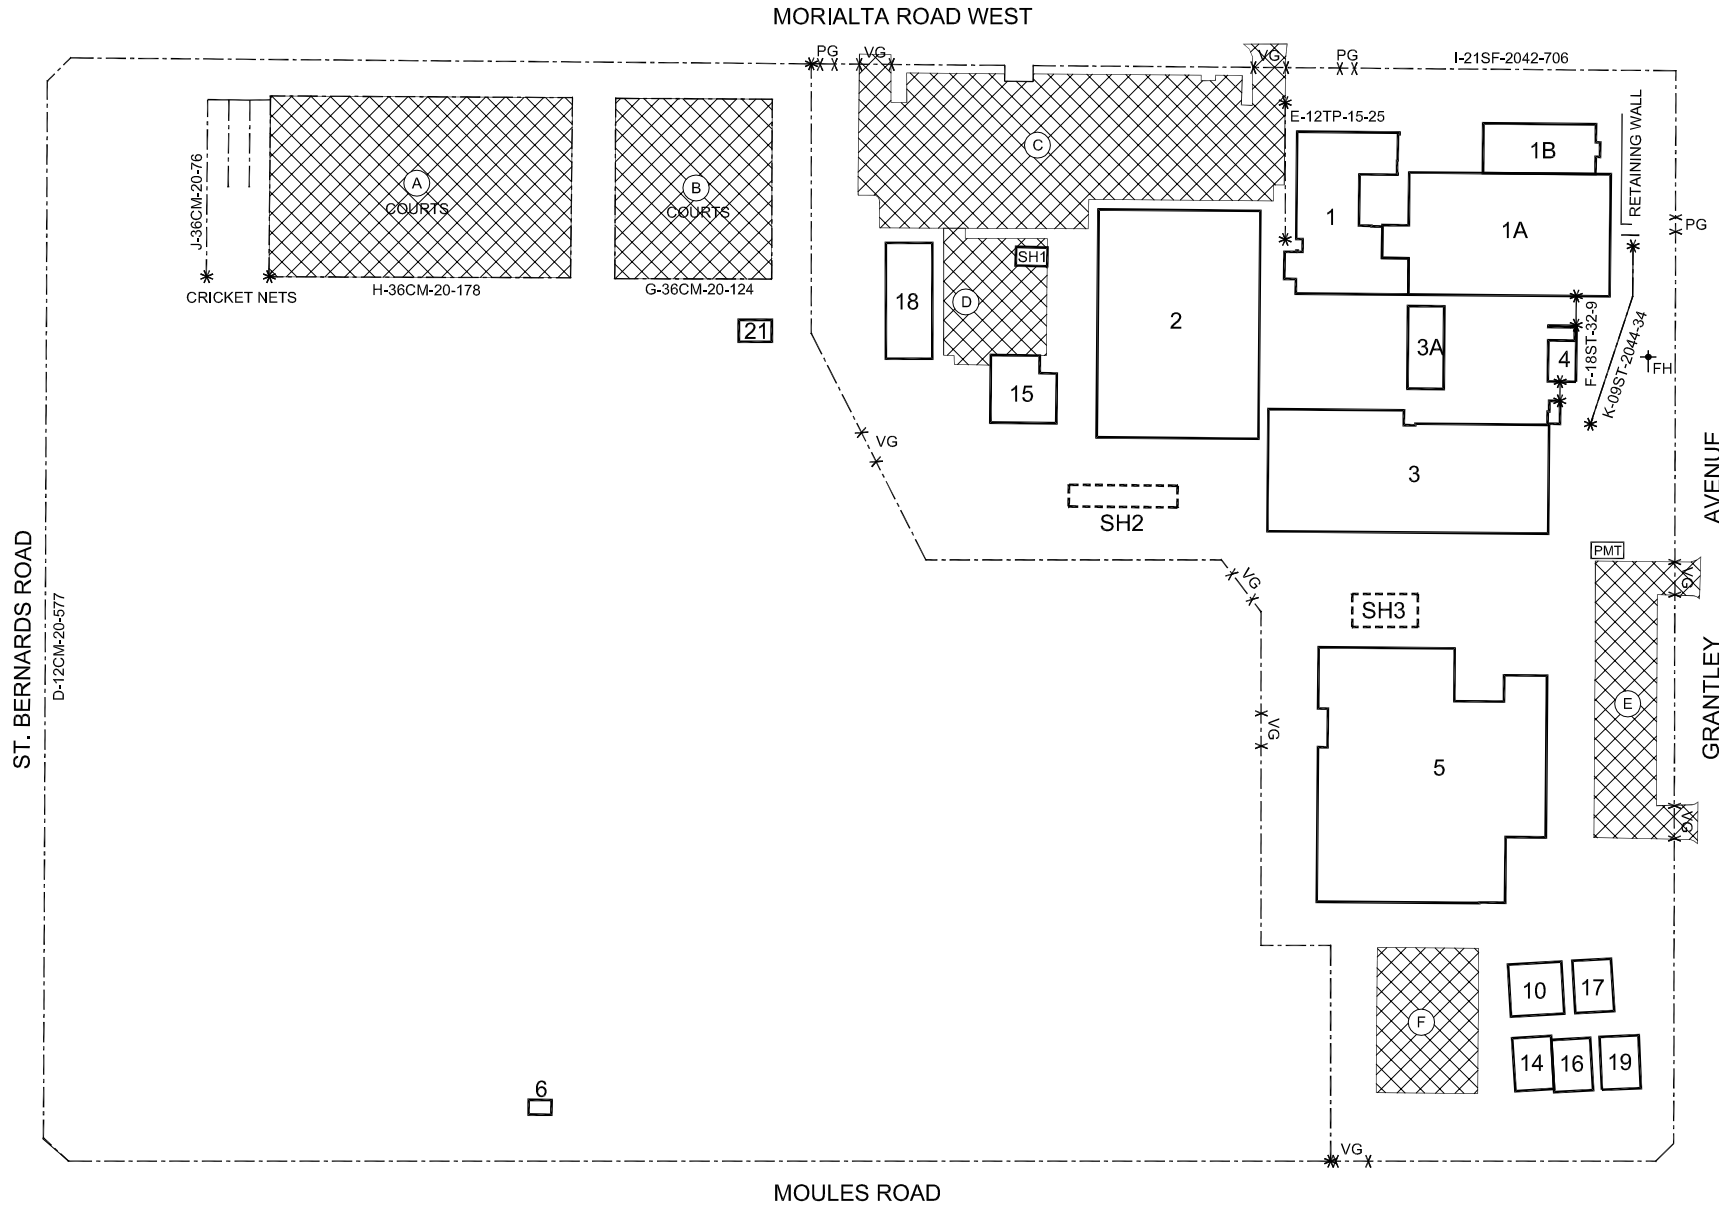 MORIALTA ROAD WEST
PG
VG
VG
PG
I-21SF-2042-706
E-12TP-15-25
RETAINING WALL
1B
C
J-36CM-20-76
A
COURTS
B
COURTS
1
1A
PG
SH1
CRICKET NETS
H-36CM-20-178
G-36CM-20-124
18
D
2
21
3A
4
F-18ST-32-9
K-09ST-2044-34
FH
15
VG
3
AVENUE
SH2
PMT
VG
VG
ST. BERNARDS ROAD
D-12CM-20-577
SH3
GRANTLEY
E
VG
5
VG
10
17
F
14
16
19
6
VG
MOULES ROAD